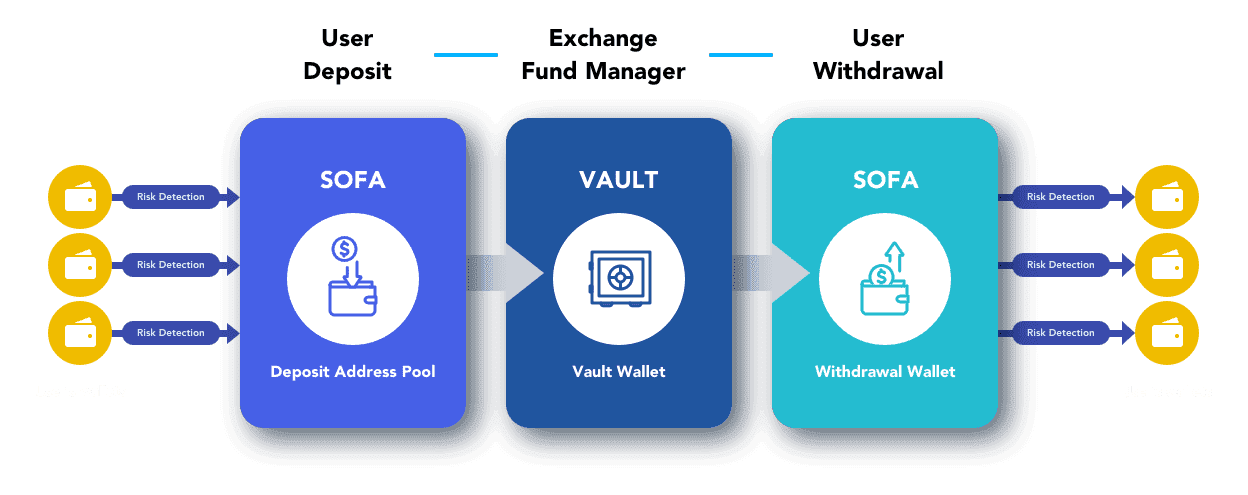 User
Deposit
Exchange
Fund Manager
User
Withdrawal
SOFA
Deposit Address Pool
VAULT
Vault Wallet
SOFA
Withdrawal Wallet
Risk Detection
Risk Detection
Risk Detection
Risk Detection
Risk Detection
Risk Detection